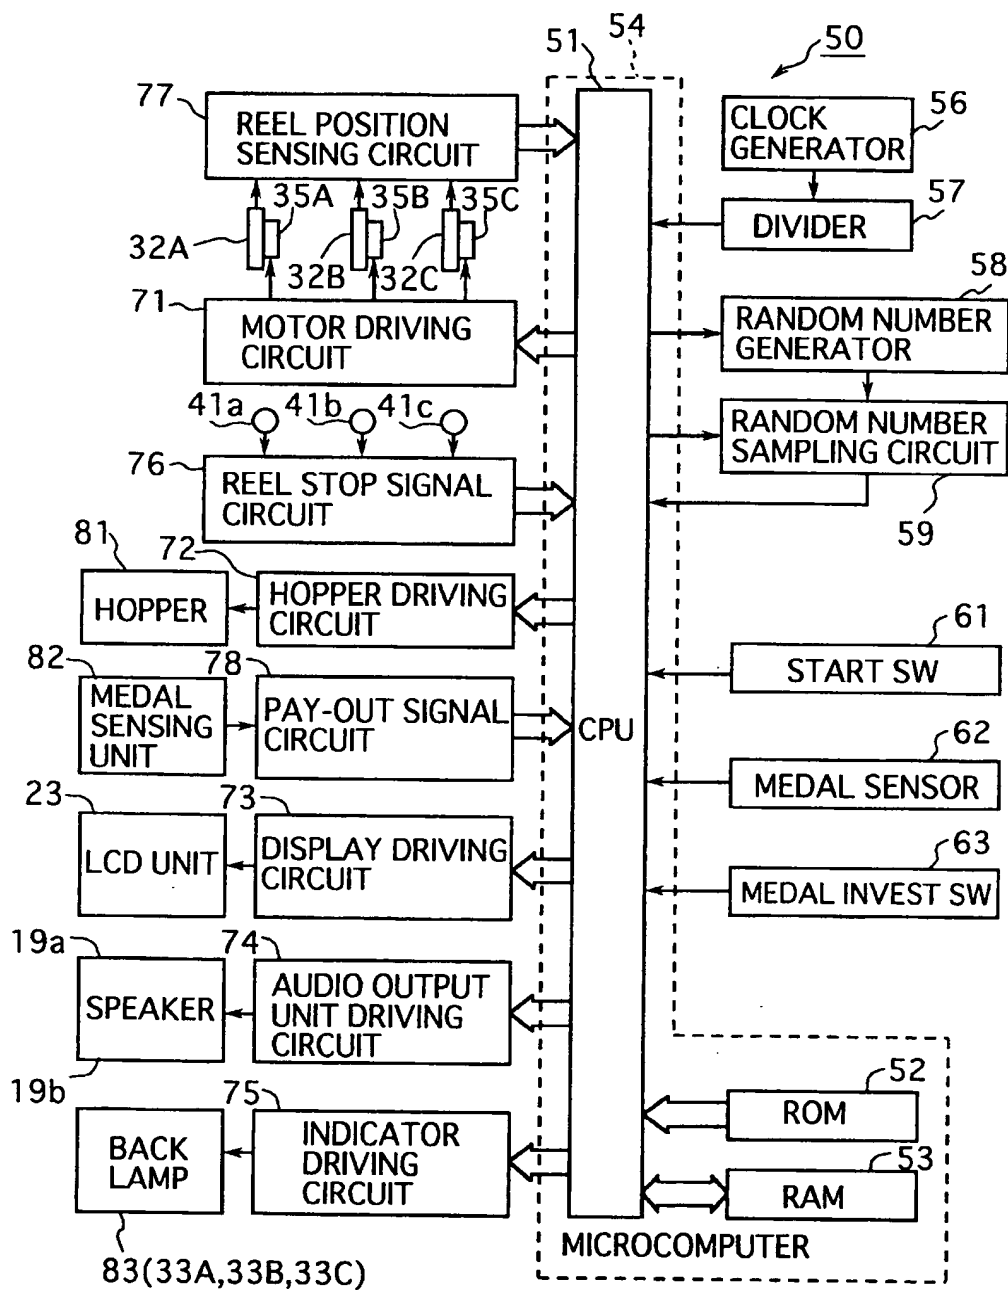 54
51
50
77
REEL POSITION
SENSING CIRCUIT
CLOCK
GENERATOR
56
35A
35B
35C
32A
32B
32C
DIVIDER
57
71
MOTOR DRIVING
CIRCUIT
58
RANDOM NUMBER
GENERATOR
41a
41b
41c
RANDOM NUMBER
SAMPLING CIRCUIT
59
76
REEL STOP SIGNAL
CIRCUIT
81
HOPPER
72
HOPPER DRIVING
CIRCUIT
61
START SW
82
MEDAL
SENSING
UNIT
78
PAY-OUT SIGNAL
CIRCUIT
CPU
62
MEDAL SENSOR
23
LCD UNIT
73
DISPLAY DRIVING
CIRCUIT
63
MEDAL INVEST SW
19a
SPEAKER
19b
74
AUDIO OUTPUT
UNIT DRIVING
CIRCUIT
52
ROM
75
INDICATOR
DRIVING
CIRCUIT
BACK
LAMP
53
RAM
MICROCOMPUTER
83(33A,33B,33C)